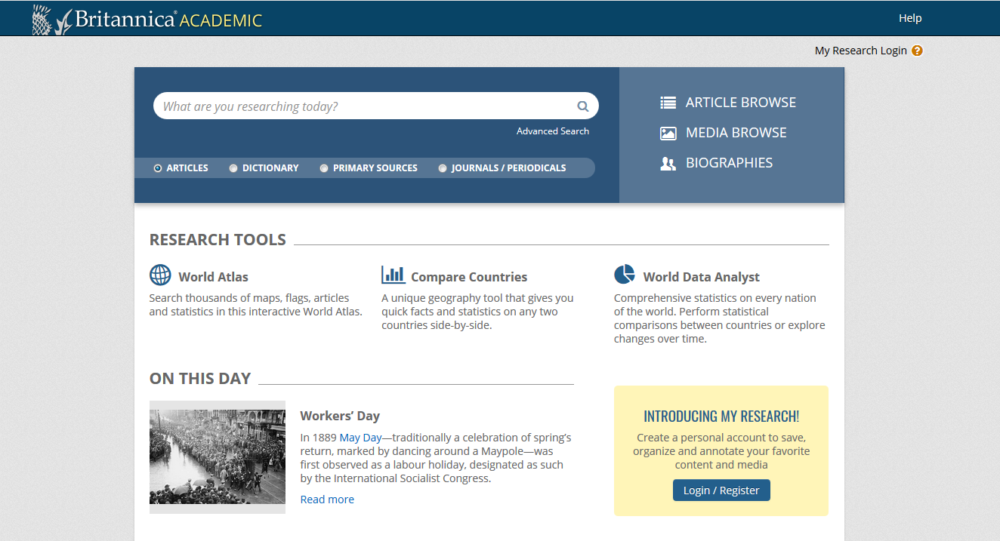 Britannica® ACADEMIC
Help
My Research Login ?
What are you researching today?
Advanced Search
ARTICLES DICTIONARY PRIMARY SOURCES JOURNALS / PERIODICALS
ARTICLE BROWSE
MEDIA BROWSE
BIOGRAPHIES
RESEARCH TOOLS
World Atlas
Search thousands of maps, flags, articles
and statistics in this interactive World Atlas.
Compare Countries
A unique geography tool that gives you
quick facts and statistics on any two
countries side-by-side.
World Data Analyst
Comprehensive statistics on every nation
of the world. Perform statistical
comparisons between countries or explore
changes over time.
ON THIS DAY
Workers’ Day
In 1889 May Day—traditionally a celebration of spring’s
return, marked by dancing around a Maypole—was
first observed as a labour holiday, designated as such
by the International Socialist Congress.
Read more
INTRODUCING MY RESEARCH!
Create a personal account to save,
organize and annotate your favorite
content and media
Login / Register